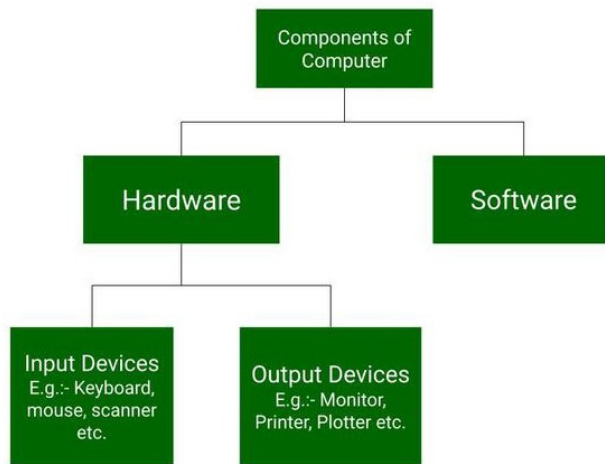 Components of
Computer
Hardware
Software
Input Devices
E.g.:- Keyboard,
mouse, scanner
etc.
Output Devices
E.g.:- Monitor,
Printer, Plotter etc.